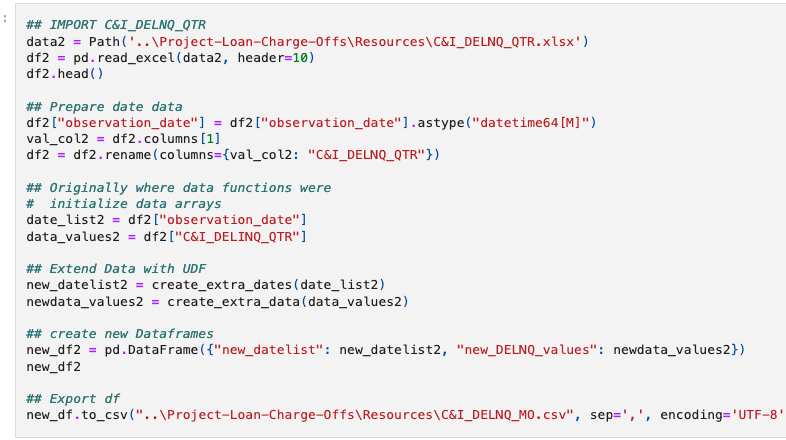 :
## IMPORT C&I_DELNQ_QTR
data2 = Path('..\Project-Loan-Charge-Offs\Resources\C&I_DELNQ_QTR.xlsx')
df2 = pd.read_excel(data2, header=10)
df2.head()
## Prepare date data
df2["observation_date"] = df2["observation_date"].astype("datetime64[M]")
val_col2 = df2.columns[1]
df2 = df2.rename(columns={val_col2: "C&I_DELNQ_QTR"})
## Originally where data functions were
#  initialize data arrays
date_list2 = df2["observation_date"]
data_values2 = df2["C&I_DELINQ_QTR"]
## Extend Data with UDF
new_datelist2 = create_extra_dates(date_list2)
newdata_values2 = create_extra_data(data_values2)
## create new Dataframes
new_df2 = pd.DataFrame({"new_datelist": new_datelist2, "new_DELNQ_values": newdata_values2})
new_df2
## Export df
new_df.to_csv("..\Project-Loan-Charge-Offs\Resources\C&I_DELNQ_MO.csv", sep=',', encoding='UTF-8'